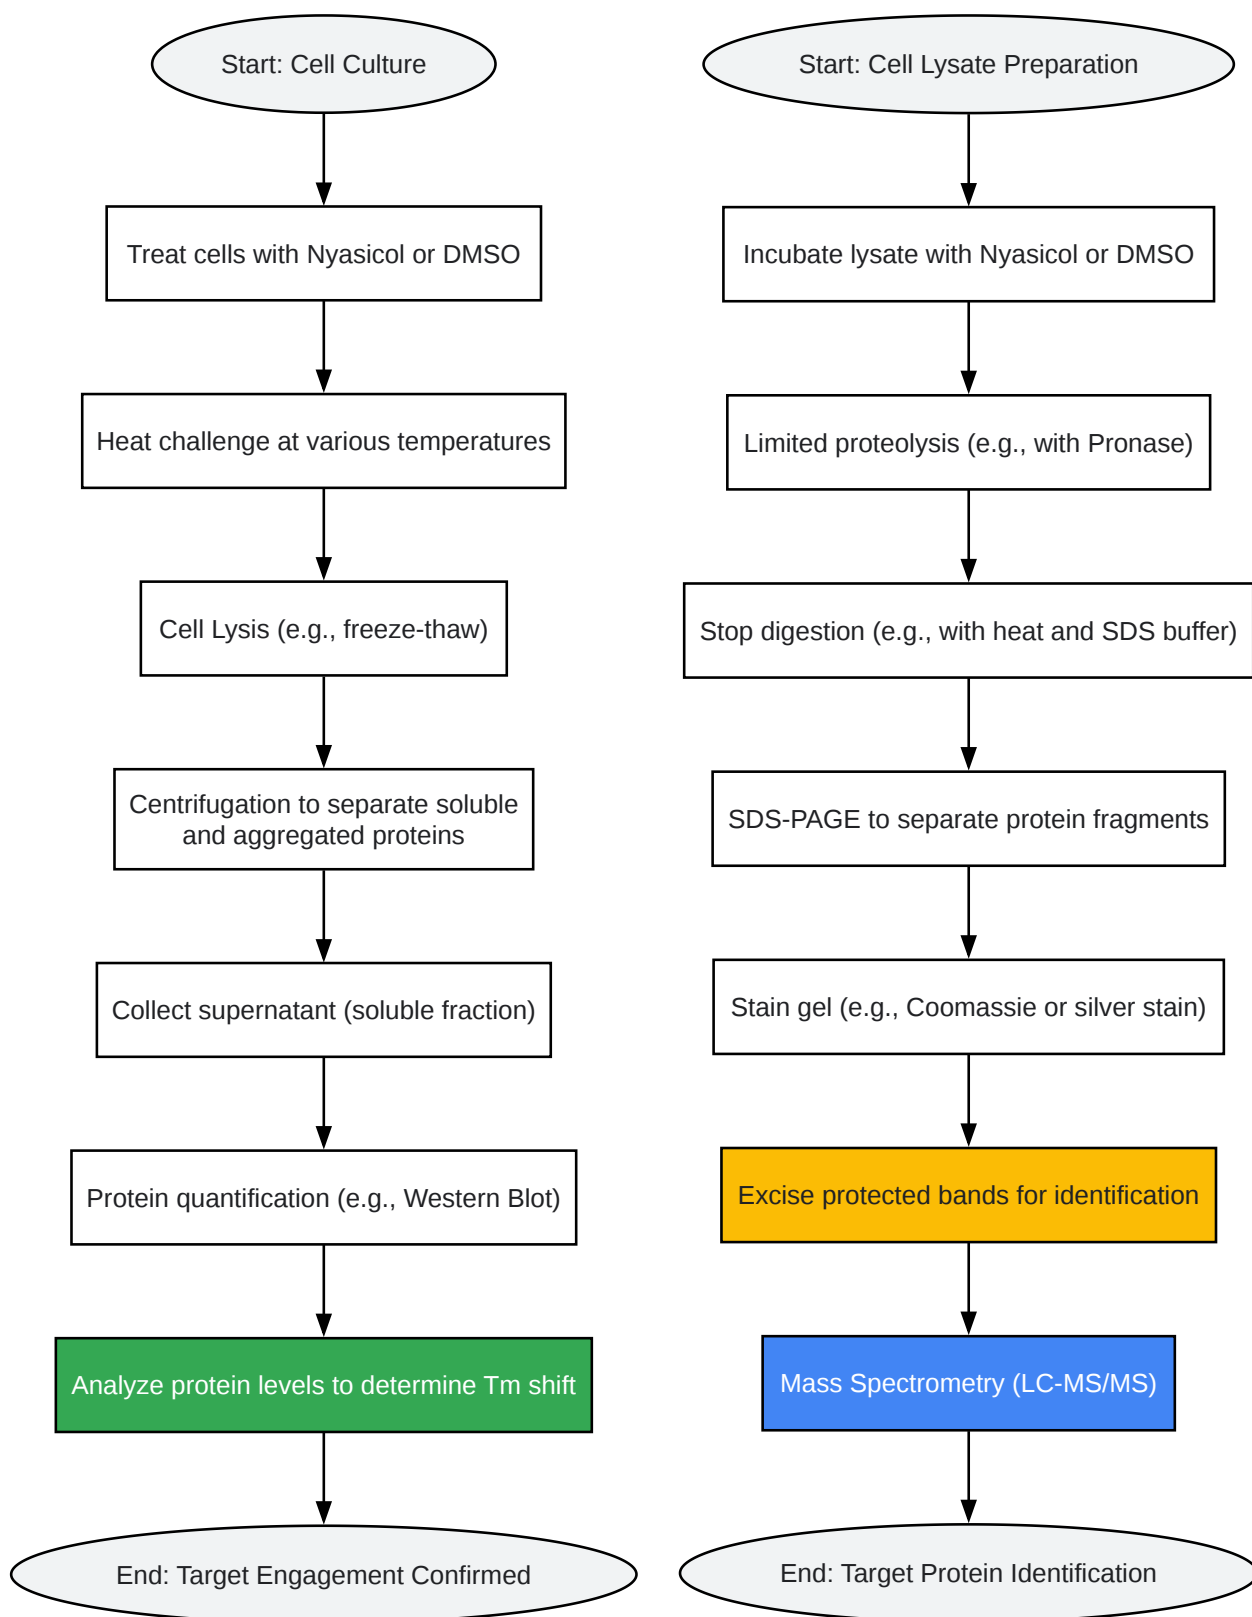 Start: Cell Culture
Treat cells with Nyasicol or DMSO
Heat challenge at various temperatures
Cell Lysis (e.g., freeze-thaw)
Centrifugation to separate soluble
and aggregated proteins
Collect supernatant (soluble fraction)
Protein quantification (e.g., Western Blot)
Analyze protein levels to determine Tm shift
End: Target Engagement Confirmed
Start: Cell Lysate Preparation
Incubate lysate with Nyasicol or DMSO
Limited proteolysis (e.g., with Pronase)
Stop digestion (e.g., with heat and SDS buffer)
SDS-PAGE to separate protein fragments
Stain gel (e.g., Coomassie or silver stain)
Excise protected bands for identification
Mass Spectrometry (LC-MS/MS)
End: Target Protein Identification